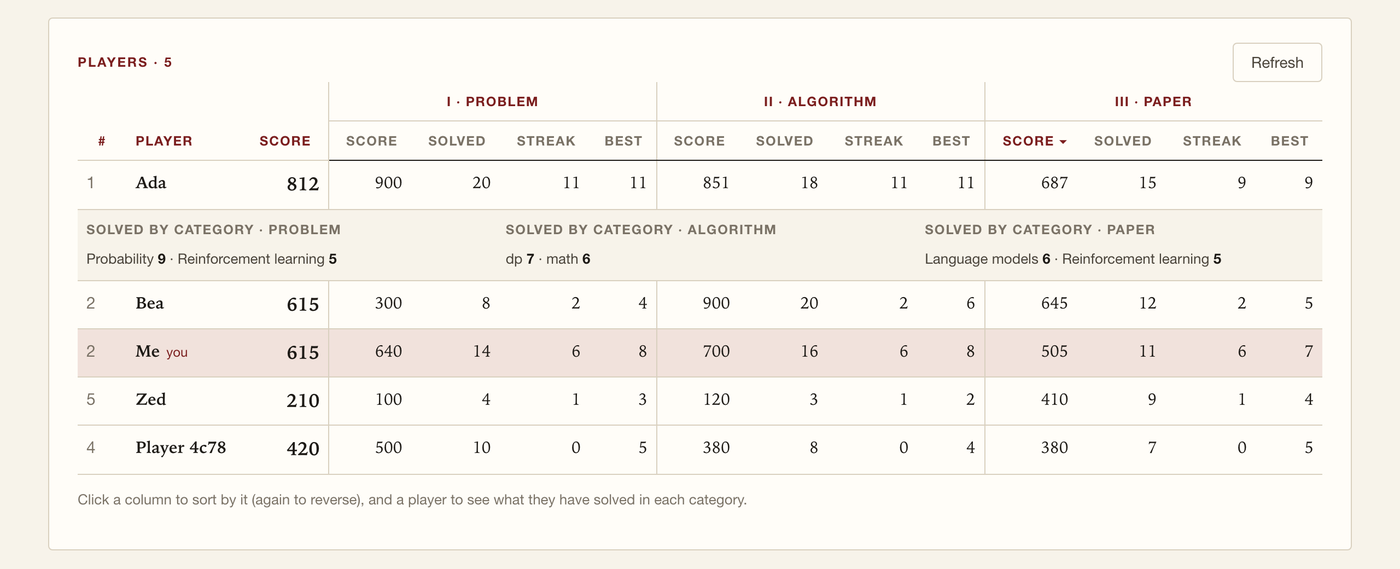 PLAYERS · 5 Refresh
I · PROBLEM II · ALGORITHM III · PAPER
# PLAYER SCORE SCORE SOLVED STREAK BEST SCORE SOLVED STREAK BEST SCORE SOLVED STREAK BEST
1 Ada 812 900 20 11 11 851 18 11 11 687 15 9 9
SOLVED BY CATEGORY · PROBLEM SOLVED BY CATEGORY · ALGORITHM SOLVED BY CATEGORY · PAPER
Probability 9 · Reinforcement learning 5 dp 7 · math 6 Language models 6 · Reinforcement learning 5
2 Bea 615 300 8 2 4 900 20 2 6 645 12 2 5
2 Me you 615 640 14 6 8 700 16 6 8 505 11 6 7
5 Zed 210 100 4 1 3 120 3 1 2 410 9 1 4
4 Player 4c78 420 500 10 0 5 380 8 0 4 380 7 0 5
Click a column to sort by it (again to reverse), and a player to see what they have solved in each category.